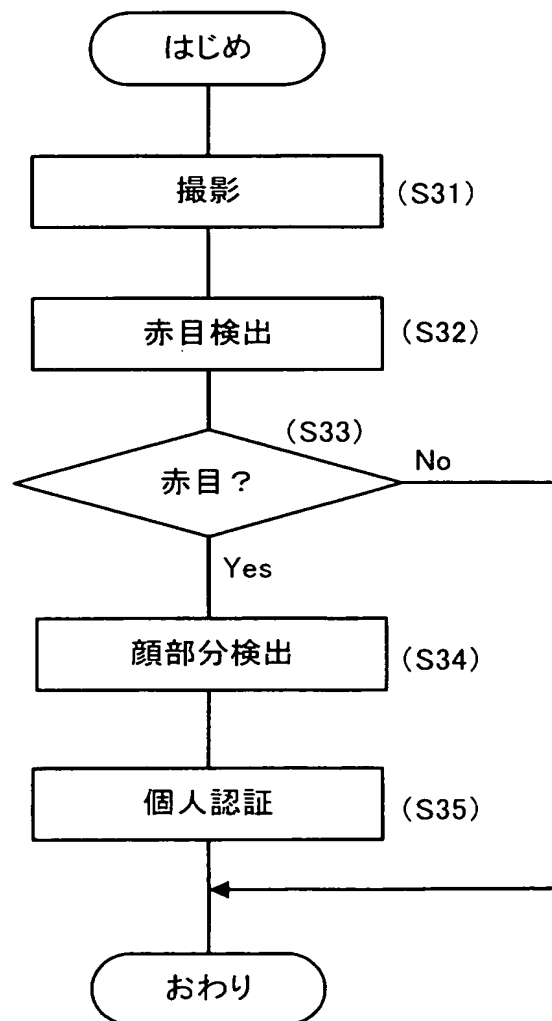 はじめ
撮影
(S31)
赤目検出
(S32)
(S33)
赤目?
No
Yes
顔部分検出
(S34)
個人認証
(S35)
おわり